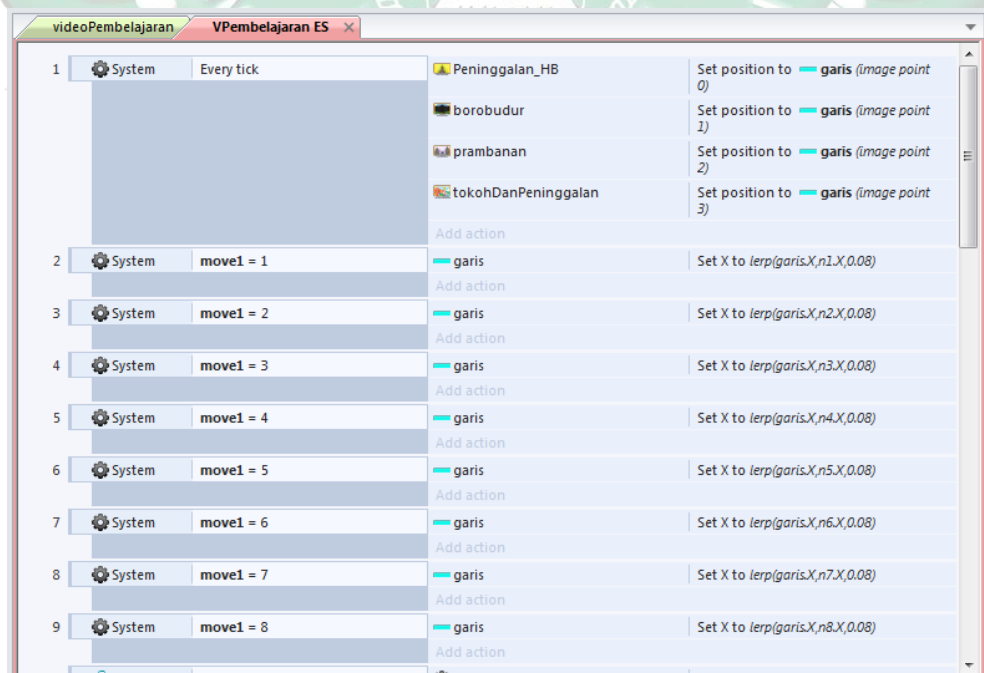 videoPembelajaran VPembelajaran ES
1 System Every tick Peninggalan_HB Set position to garis (image point 0)
borobudur Set position to garis (image point 1)
prambanan Set position to garis (image point 2)
tokohDanPeninggalan Set position to garis (image point 3)
Add action
2 System move1 = 1 garis Set X to lerp(garis.X,n1.X,0.08)
Add action
3 System move1 = 2 garis Set X to lerp(garis.X,n2.X,0.08)
Add action
4 System move1 = 3 garis Set X to lerp(garis.X,n3.X,0.08)
Add action
5 System move1 = 4 garis Set X to lerp(garis.X,n4.X,0.08)
Add action
6 System move1 = 5 garis Set X to lerp(garis.X,n5.X,0.08)
Add action
7 System move1 = 6 garis Set X to lerp(garis.X,n6.X,0.08)
Add action
8 System move1 = 7 garis Set X to lerp(garis.X,n7.X,0.08)
Add action
9 System move1 = 8 garis Set X to lerp(garis.X,n8.X,0.08)
Add action